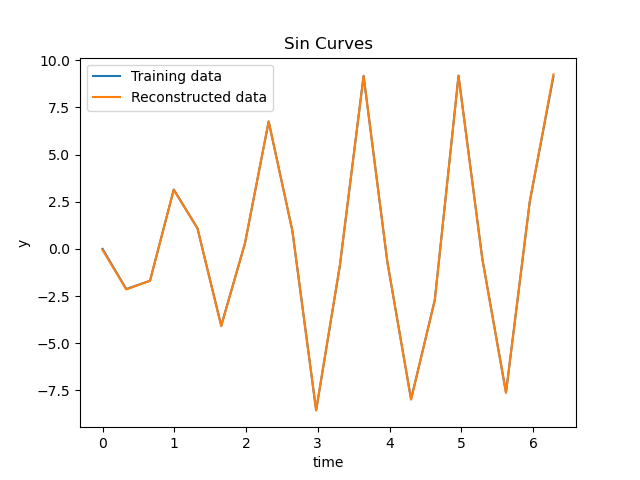 Sin Curves
Training data
Reconstructed data
10.0
7.5
5.0
2.5
0.0
−2.5
−5.0
−7.5
y
0 1 2 3 4 5 6
time